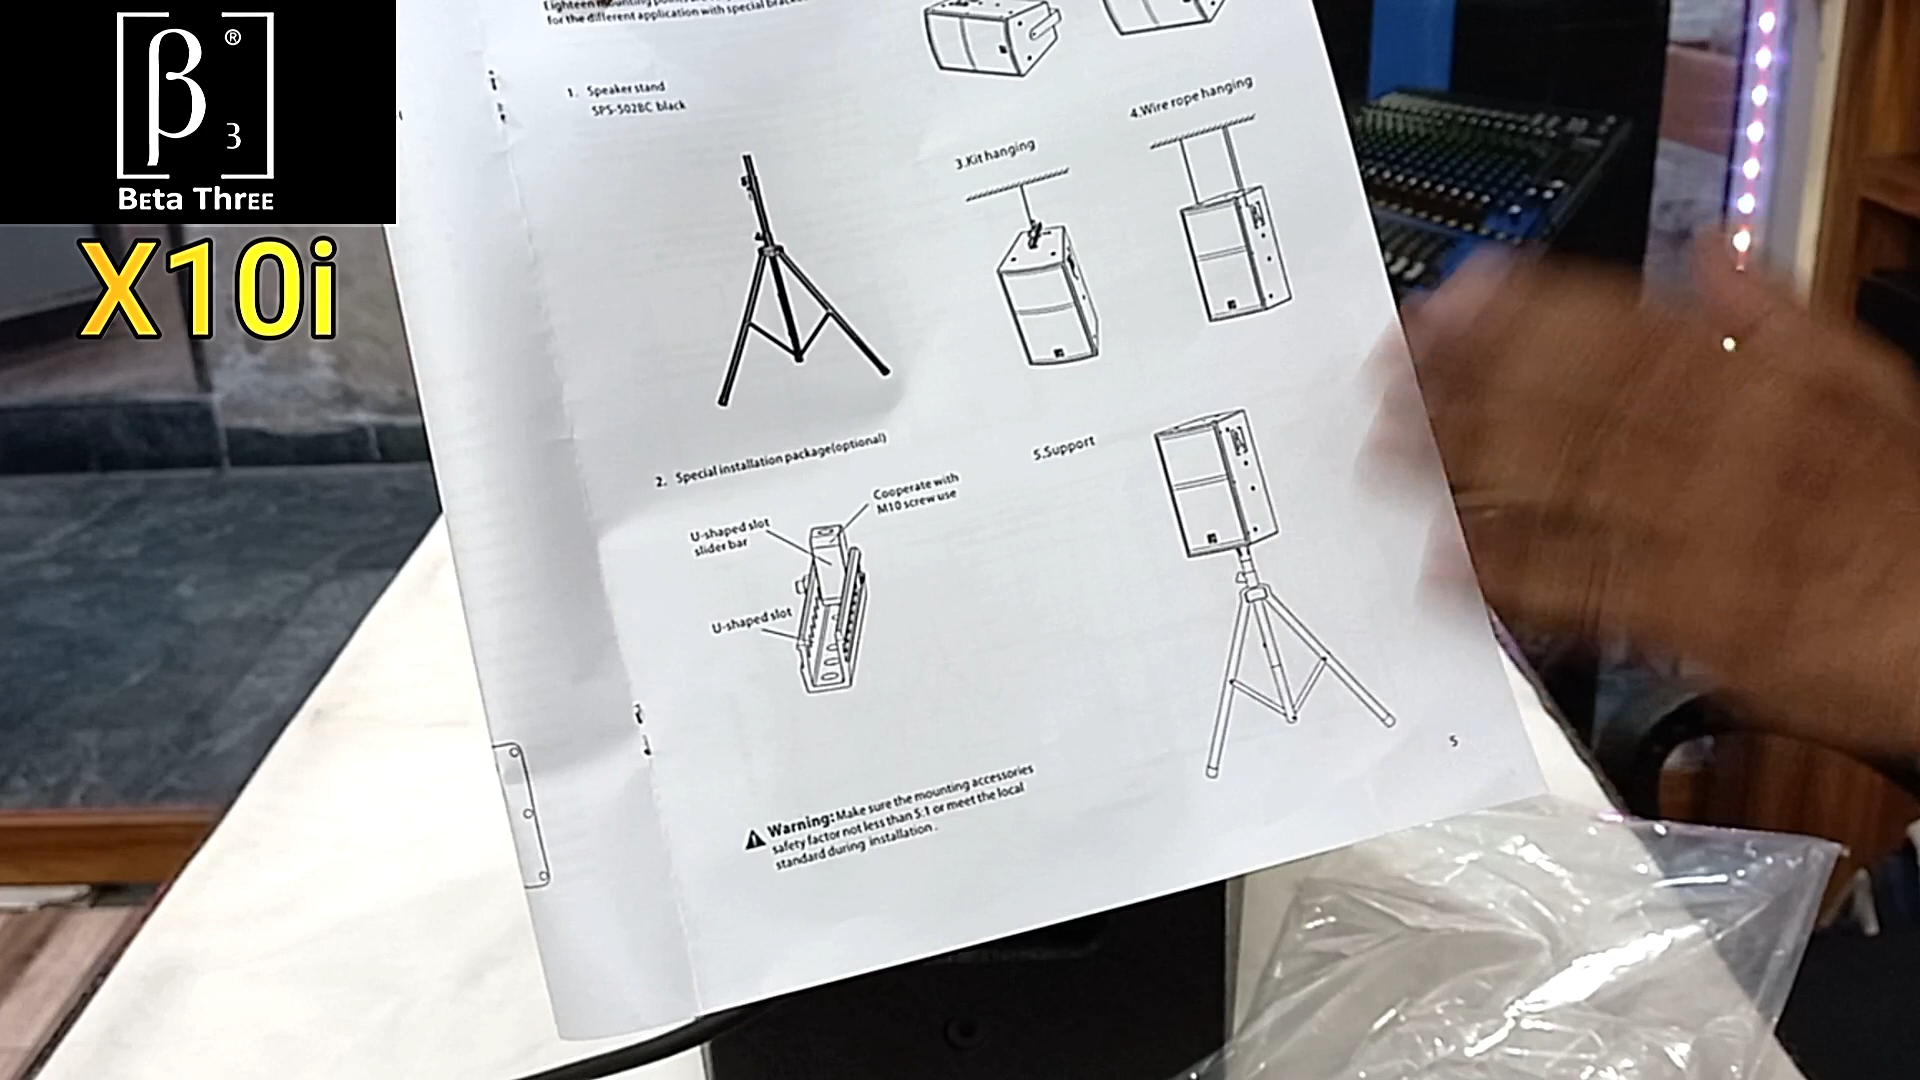 β ®
3
BETA THREE
X10i
Eighteen mounting points
for the different application with special
1. Speaker stand
SPS-502BC black
3.Kit hanging
4.Wire rope hanging
2. Special installation package(optional)
Cooperate with
M10 screw use
U-shaped slot
slider bar
U-shaped slot
5.Support
5
Warning: Make sure the mounting accessories
safety factor not less than 5:1 or meet the local
standard during installation .